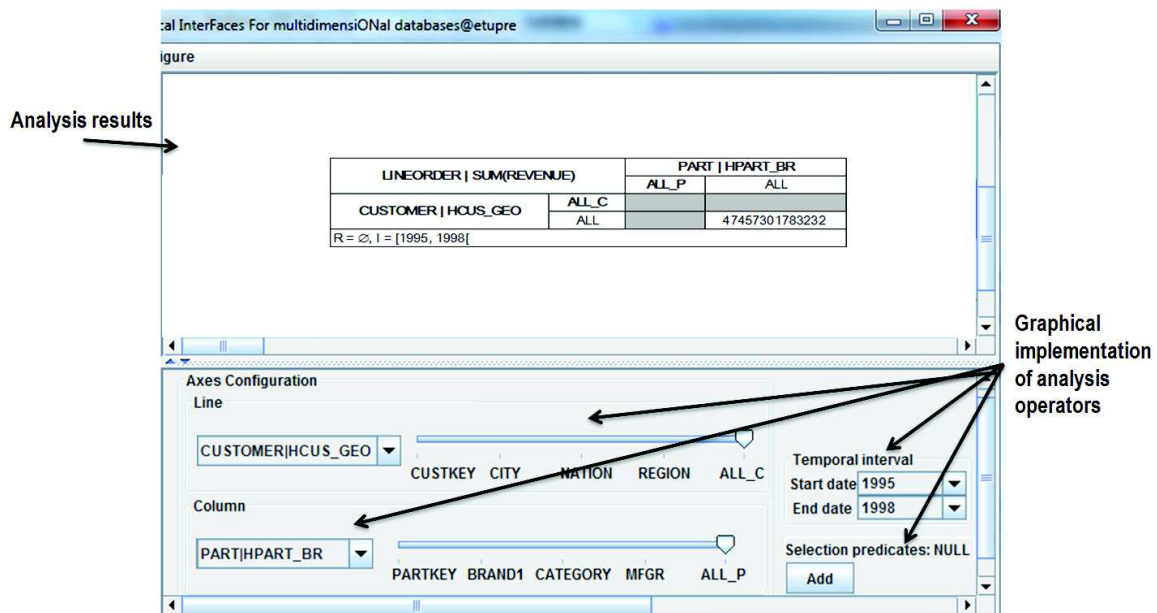 cal InterFaces For multidimensiONal databases@etupre
igure
Analysis results
LINEORDER | SUM(REVENUE)
PART | HPART_BR
ALL_P ALL
CUSTOMER | HCUS_GEO
ALL_C
ALL 47457301783232
R = ∅, I = [1995, 1998[
Graphical
implementation
of analysis
operators
Axes Configuration
Line
CUSTOMER|HCUS_GEO
CUSTKEY CITY NATION REGION ALL_C
Temporal interval
Start date 1995
End date 1998
Column
PART|HPART_BR
PARTKEY BRAND1 CATEGORY MFGR ALL_P
Selection predicates: NULL
Add